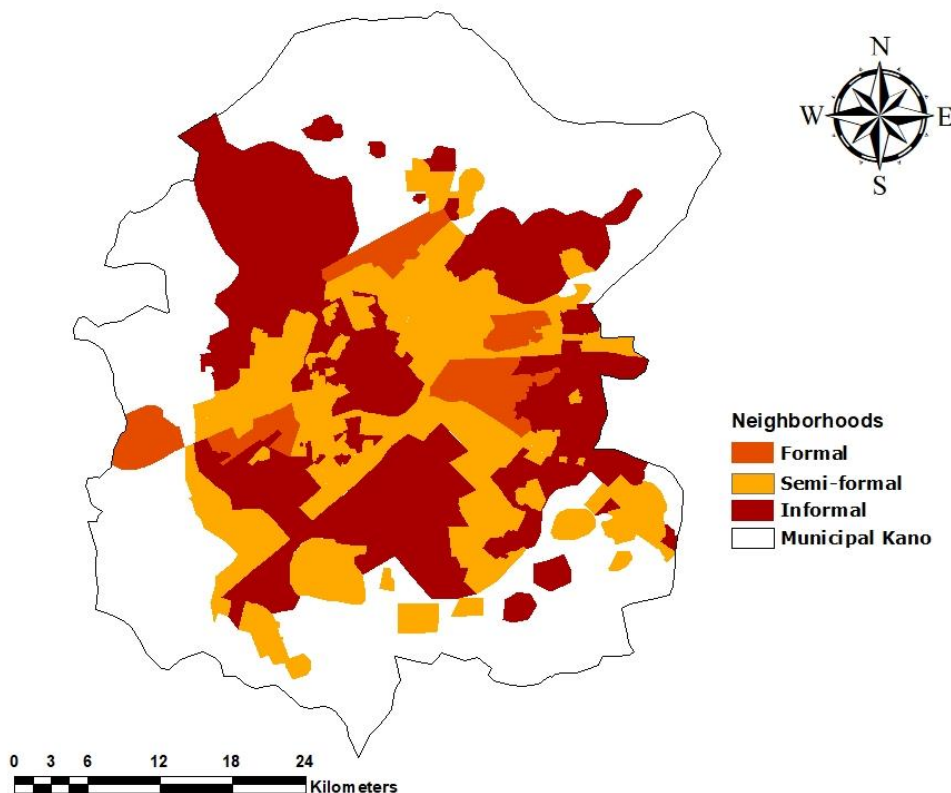 N
W E
S
Neighborhoods
Formal
Semi-formal
Informal
Municipal Kano
0 3 6 12 18 24
Kilometers